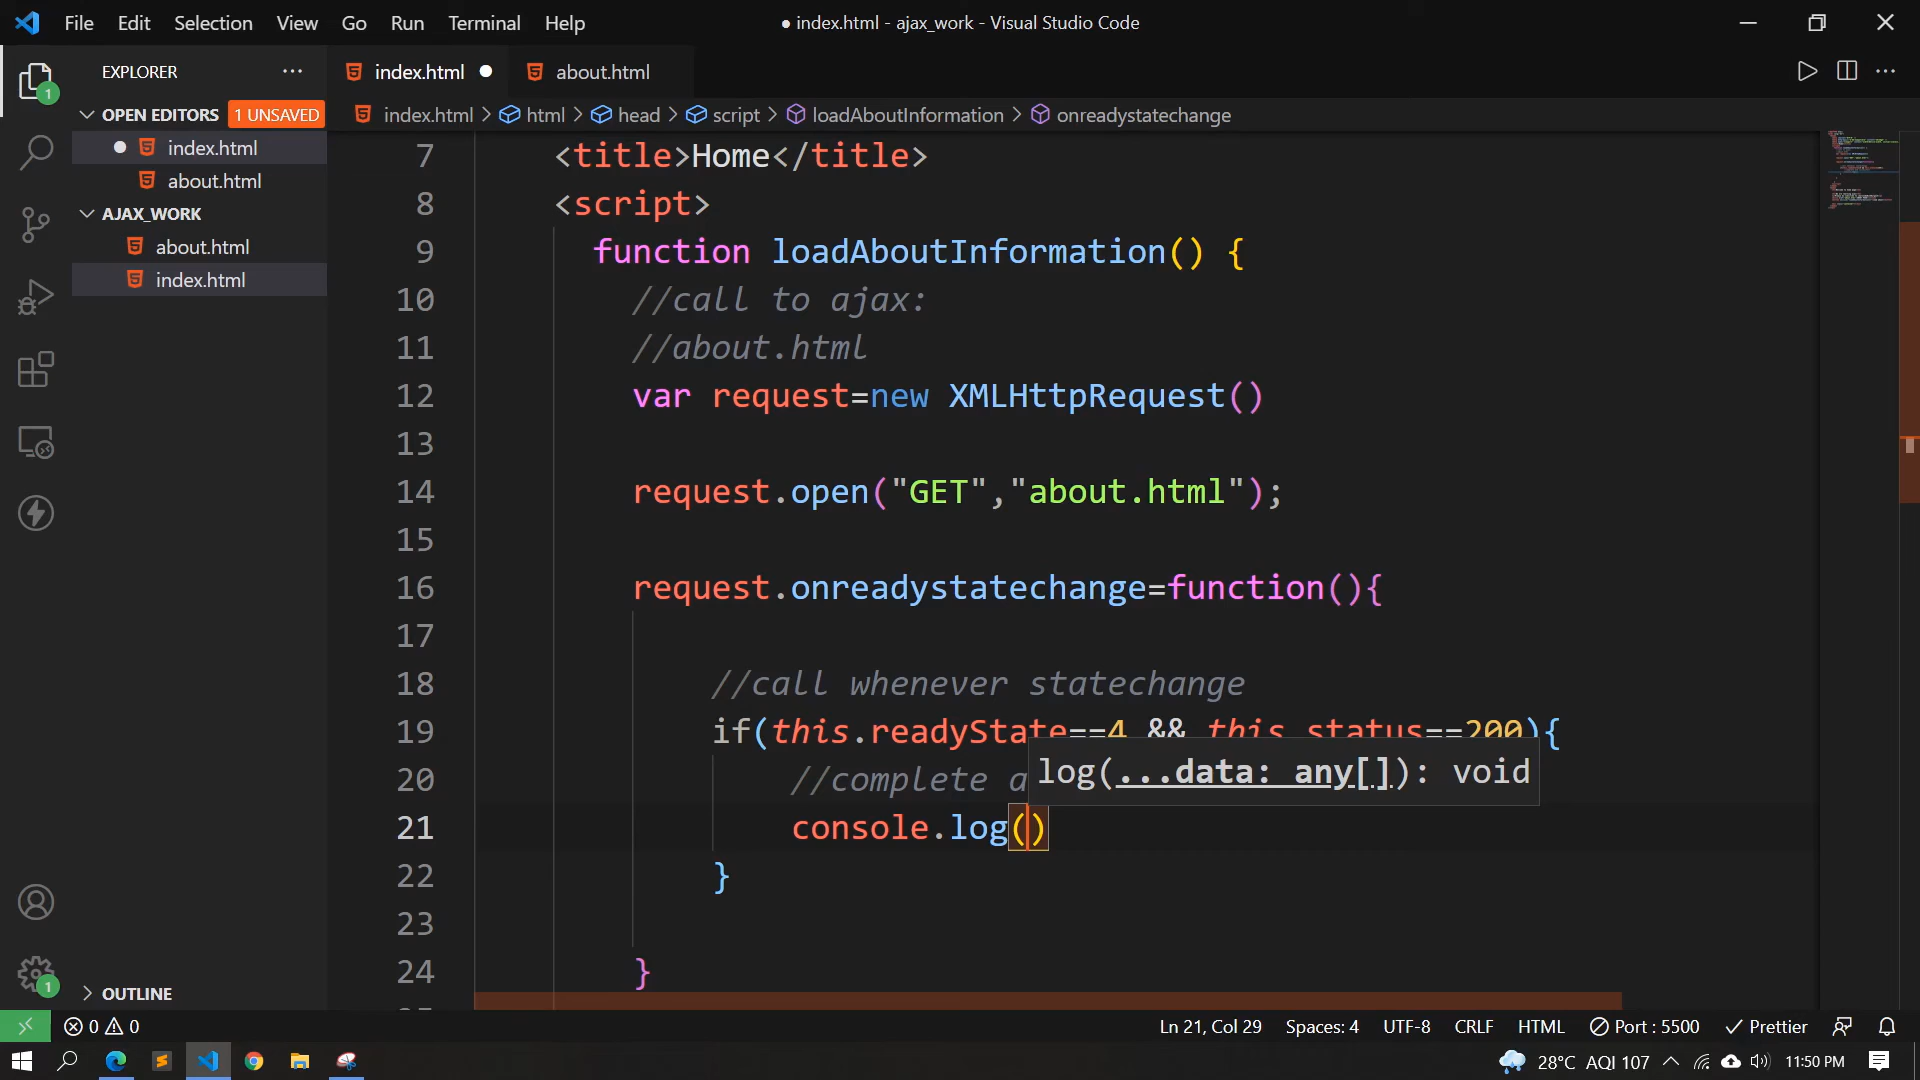 File Edit Selection View Go Run Terminal Help
● index.html - ajax_work - Visual Studio Code
EXPLORER ...
index.html ● about.html
1
OPEN EDITORS 1 UNSAVED
index.html > html > head > script > loadAboutInformation > onreadystatechange
● index.html
about.html
AJAX_WORK
about.html
index.html
7 <title>Home</title>
8 <script>
9 function loadAboutInformation() {
10 //call to ajax:
11 //about.html
12 var request=new XMLHttpRequest()
13
14 request.open("GET","about.html");
15
16 request.onreadystatechange=function(){
17
18 //call whenever statechange
19 if(this.readyState==4 && this.status==200){
20 //complete
log(...data: any[]): void
21 console.log()
22 }
23
24 }
OUTLINE
1
0 0
Ln 21, Col 29 Spaces: 4 UTF-8 CRLF HTML Port : 5500 Prettier
28°C AQI 107 11:50 PM